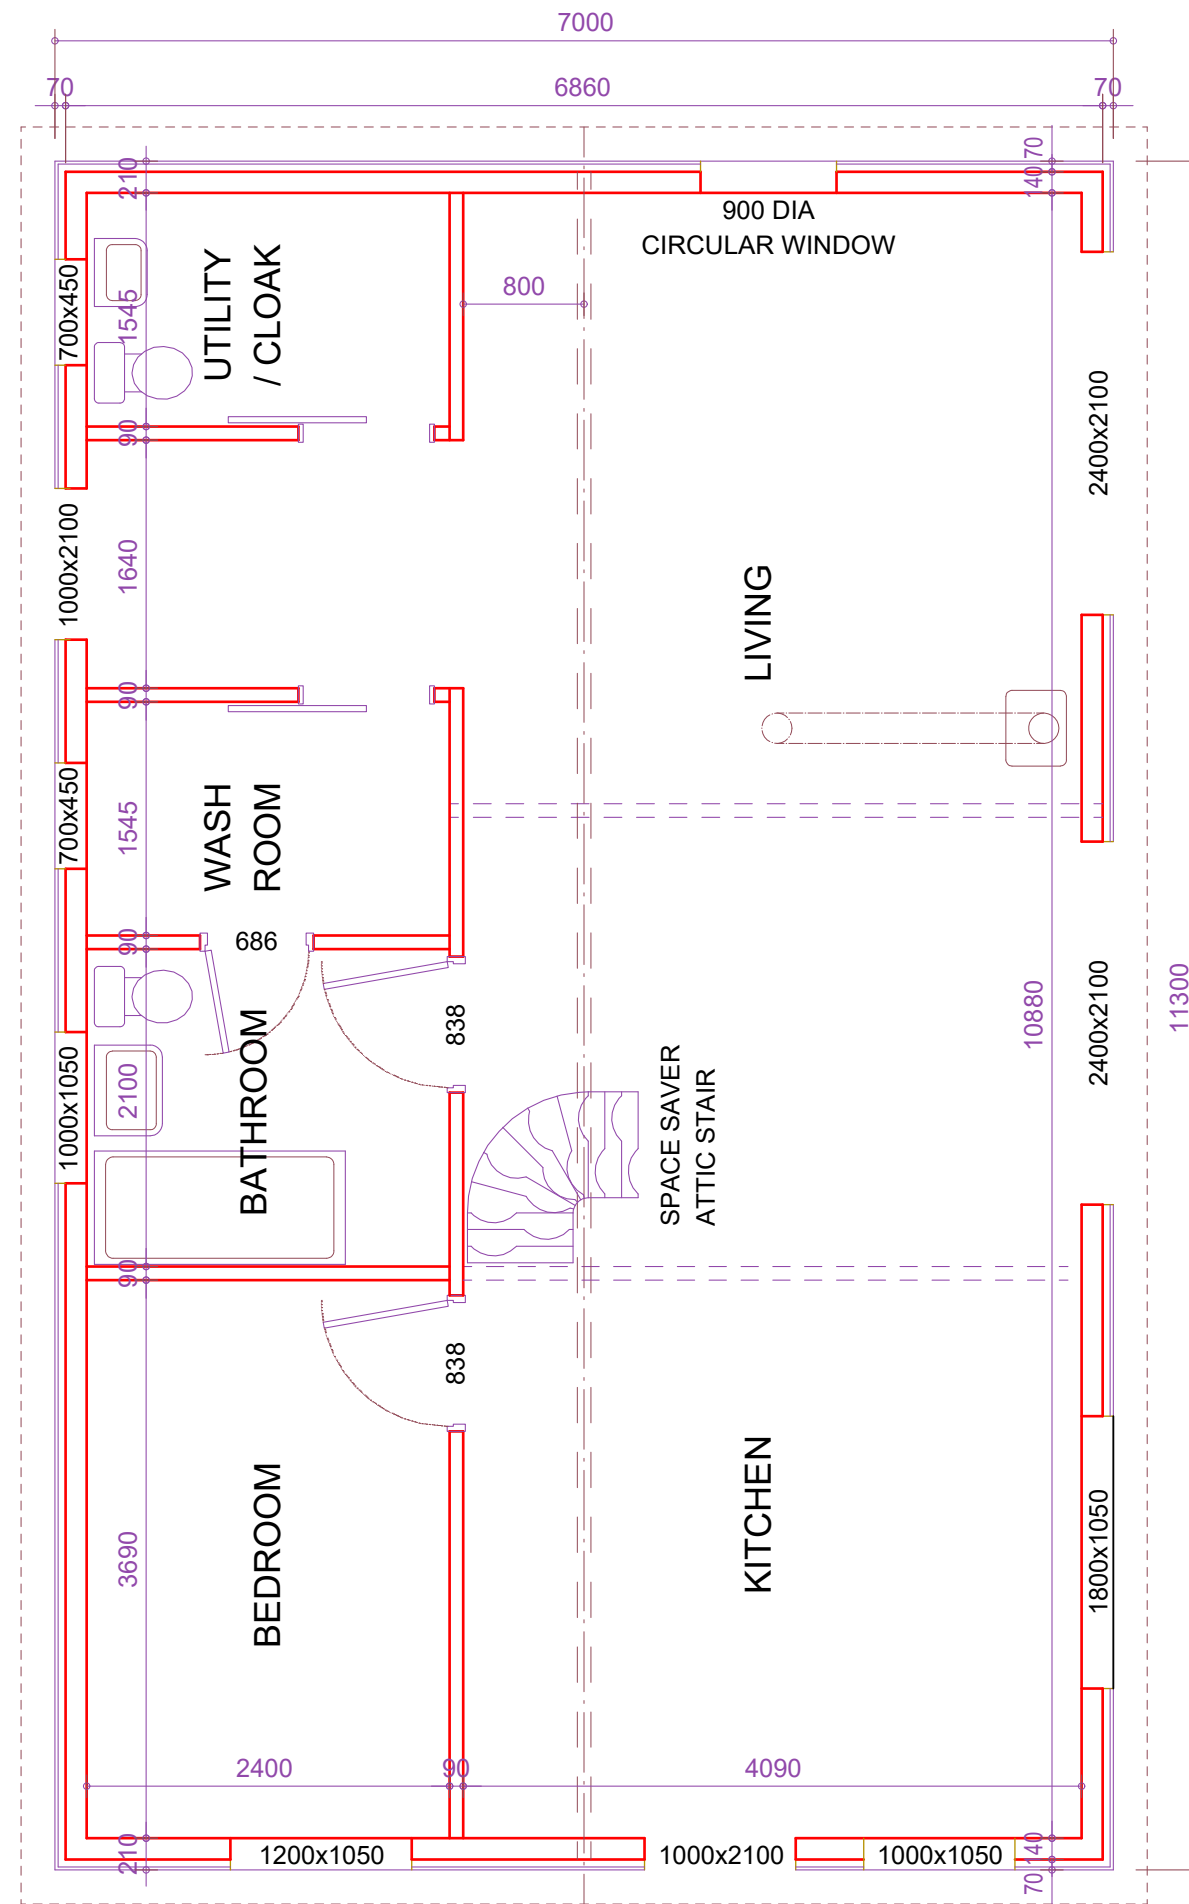 7000
70
6860
70
210
140
70
900 DIA
CIRCULAR WINDOW
700x450
1545
UTILITY
/ CLOAK
800
2400x2100
90
1000x2100
1640
LIVING
90
700x450
1545
WASH
ROOM
90
686
838
10880
2400x2100
11300
1000x1050
2100
BATHROOM
SPACE SAVER
ATTIC STAIR
90
838
3690
BEDROOM
KITCHEN
1800x1050
2400
90
4090
210
1200x1050
1000x2100
1000x1050
140
70